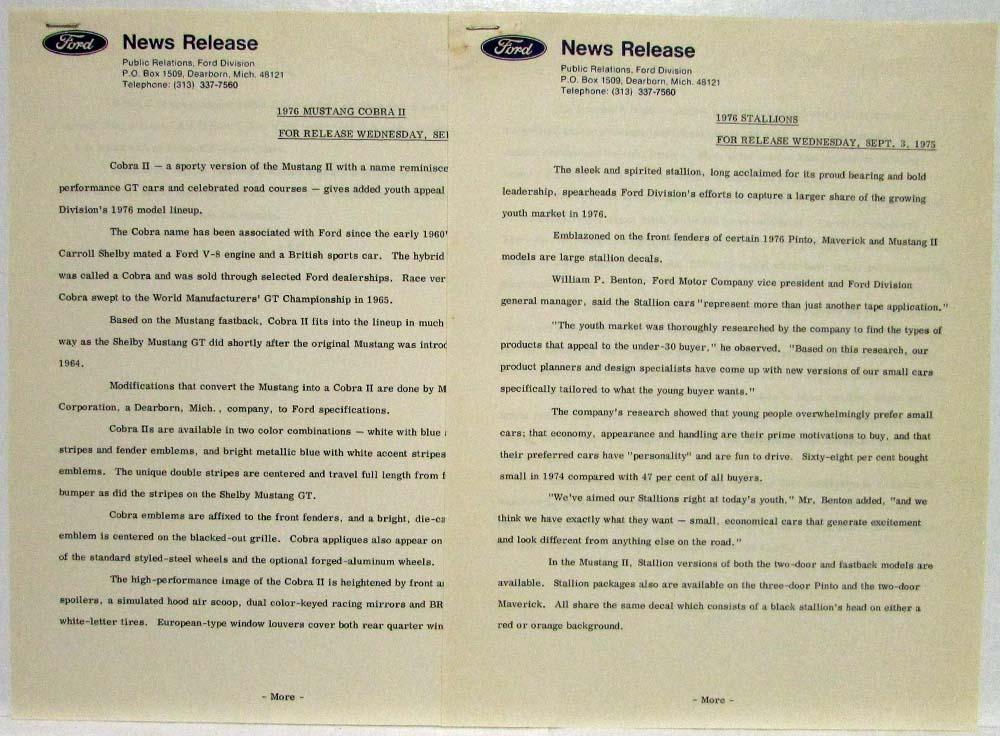 Ford
News Release
Public Relations, Ford Division
P.O. Box 1509, Dearborn, Mich. 48121
Telephone: (313) 337-7560
1976 MUSTANG COBRA II
FOR RELEASE WEDNESDAY, SE
Cobra II — a sporty version of the Mustang II with a name reminisce
performance GT cars and celebrated road courses — gives added youth appeal
Division's 1976 model lineup.
The Cobra name has been associated with Ford since the early 1960'
Carroll Shelby mated a Ford V-8 engine and a British sports car. The hybrid
was called a Cobra and was sold through selected Ford dealerships. Race ver
Cobra swept to the World Manufacturers' GT Championship in 1965.
Based on the Mustang fastback, Cobra II fits into the lineup in much
way as the Shelby Mustang GT did shortly after the original Mustang was introd
1964.
Modifications that convert the Mustang into a Cobra II are done by M
Corporation, a Dearborn, Mich., company, to Ford specifications.
Cobra IIs are available in two color combinations — white with blue
stripes and fender emblems, and bright metallic blue with white accent stripes
emblems. The unique double stripes are centered and travel full length from f
bumper as did the stripes on the Shelby Mustang GT.
Cobra emblems are affixed to the front fenders, and a bright, die-ca
emblem is centered on the blacked-out grille. Cobra appliques also appear on
of the standard styled-steel wheels and the optional forged-aluminum wheels.
The high-performance image of the Cobra II is heightened by front a
spoilers, a simulated hood air scoop, dual color-keyed racing mirrors and BR
white-letter tires. European-type window louvers cover both rear quarter win
- More -
Ford
News Release
Public Relations, Ford Division
P.O. Box 1509, Dearborn, Mich. 48121
Telephone: (313) 337-7560
1976 STALLIONS
FOR RELEASE WEDNESDAY, SEPT. 3, 1975
The sleek and spirited stallion, long acclaimed for its proud bearing and bold
leadership, spearheads Ford Division's efforts to capture a larger share of the growing
youth market in 1976.
Emblazoned on the front fenders of certain 1976 Pinto, Maverick and Mustang II
models are large stallion decals.
William P. Benton, Ford Motor Company vice president and Ford Division
general manager, said the Stallion cars "represent more than just another tape application."
"The youth market was thoroughly researched by the company to find the types of
products that appeal to the under-30 buyer," he observed. "Based on this research, our
product planners and design specialists have come up with new versions of our small cars
specifically tailored to what the young buyer wants."
The company's research showed that young people overwhelmingly prefer small
cars; that economy, appearance and handling are their prime motivations to buy, and that
their preferred cars have "personality" and are fun to drive. Sixty-eight per cent bought
small in 1974 compared with 47 per cent of all buyers.
"We've aimed our Stallions right at today's youth," Mr. Benton added, "and we
think we have exactly what they want — small, economical cars that generate excitement
and look different from anything else on the road."
In the Mustang II, Stallion versions of both the two-door and fastback models are
available. Stallion packages also are available on the three-door Pinto and the two-door
Maverick. All share the same decal which consists of a black stallion's head on either a
red or orange background.
- More -